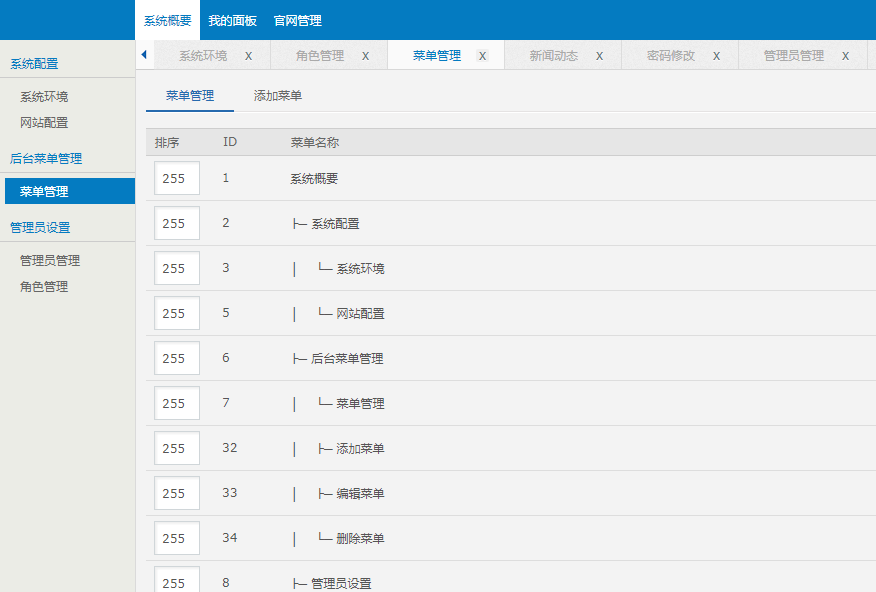 系统概要 我的面板 官网管理
系统环境 x 角色管理 x 菜单管理 x 新闻动态 x 密码修改 x 管理员管理 x
系统配置
系统环境
网站配置
后台菜单管理
菜单管理
管理员设置
管理员管理
角色管理
菜单管理 添加菜单
排序 ID 菜单名称
255 1 系统概要
255 2 ├─ 系统配置
255 3 │ └─ 系统环境
255 5 │ └─ 网站配置
255 6 ├─ 后台菜单管理
255 7 │ └─ 菜单管理
255 32 │ ├─ 添加菜单
255 33 │ ├─ 编辑菜单
255 34 │ └─ 删除菜单
255 8 ├─ 管理员设置